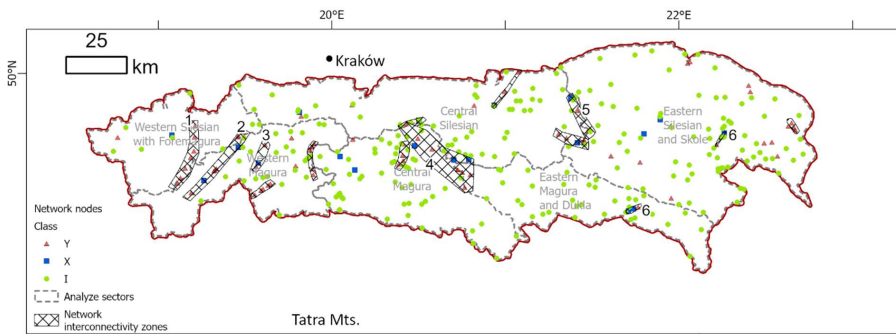 20°E
22°E
25
km
50°N
Kraków
1
2
3
4
5
6
6
Western Silesian
with Foremagura
Western
Magura
Central
Silesian
Central
Magura
Eastern
Magura
and Dukla
Eastern
Silesian
and Skole
Network nodes
Class
Y
X
I
Analyze sectors
Network
interconnectivity zones
Tatra Mts.